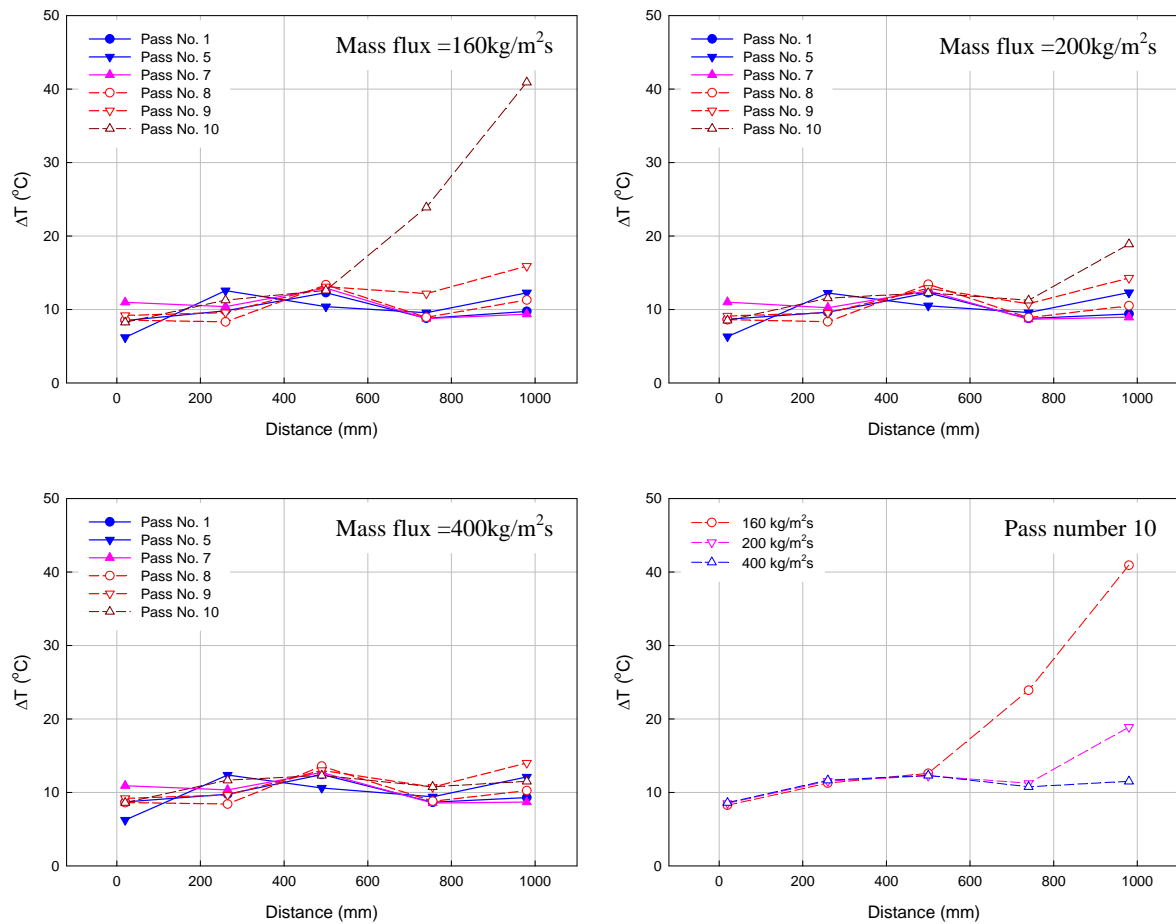 Mass flux =160kg/m²s
Pass No. 1
Pass No. 5
Pass No. 7
Pass No. 8
Pass No. 9
Pass No. 10
50
40
30
20
10
0
ΔT (°C)
0 200 400 600 800 1000
Distance (mm)
Mass flux =200kg/m²s
Pass No. 1
Pass No. 5
Pass No. 7
Pass No. 8
Pass No. 9
Pass No. 10
50
40
30
20
10
0
ΔT (°C)
0 200 400 600 800 1000
Distance (mm)
Mass flux =400kg/m²s
Pass No. 1
Pass No. 5
Pass No. 7
Pass No. 8
Pass No. 9
Pass No. 10
50
40
30
20
10
0
ΔT (°C)
0 200 400 600 800 1000
Distance (mm)
Pass number 10
160 kg/m²s
200 kg/m²s
400 kg/m²s
50
40
30
20
10
0
ΔT (°C)
0 200 400 600 800 1000
Distance (mm)